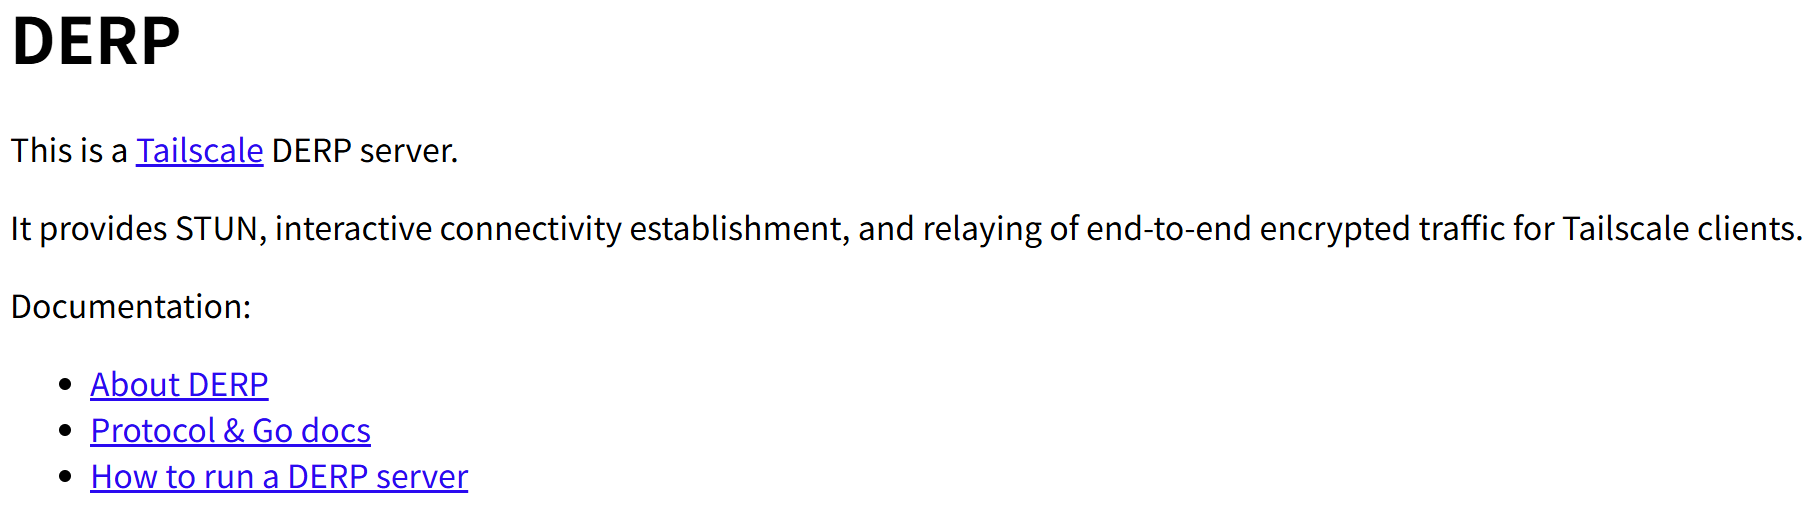 DERP
This is a Tailscale DERP server.
It provides STUN, interactive connectivity establishment, and relaying of end-to-end encrypted traffic for Tailscale clients.
Documentation:
• About DERP
• Protocol & Go docs
• How to run a DERP server